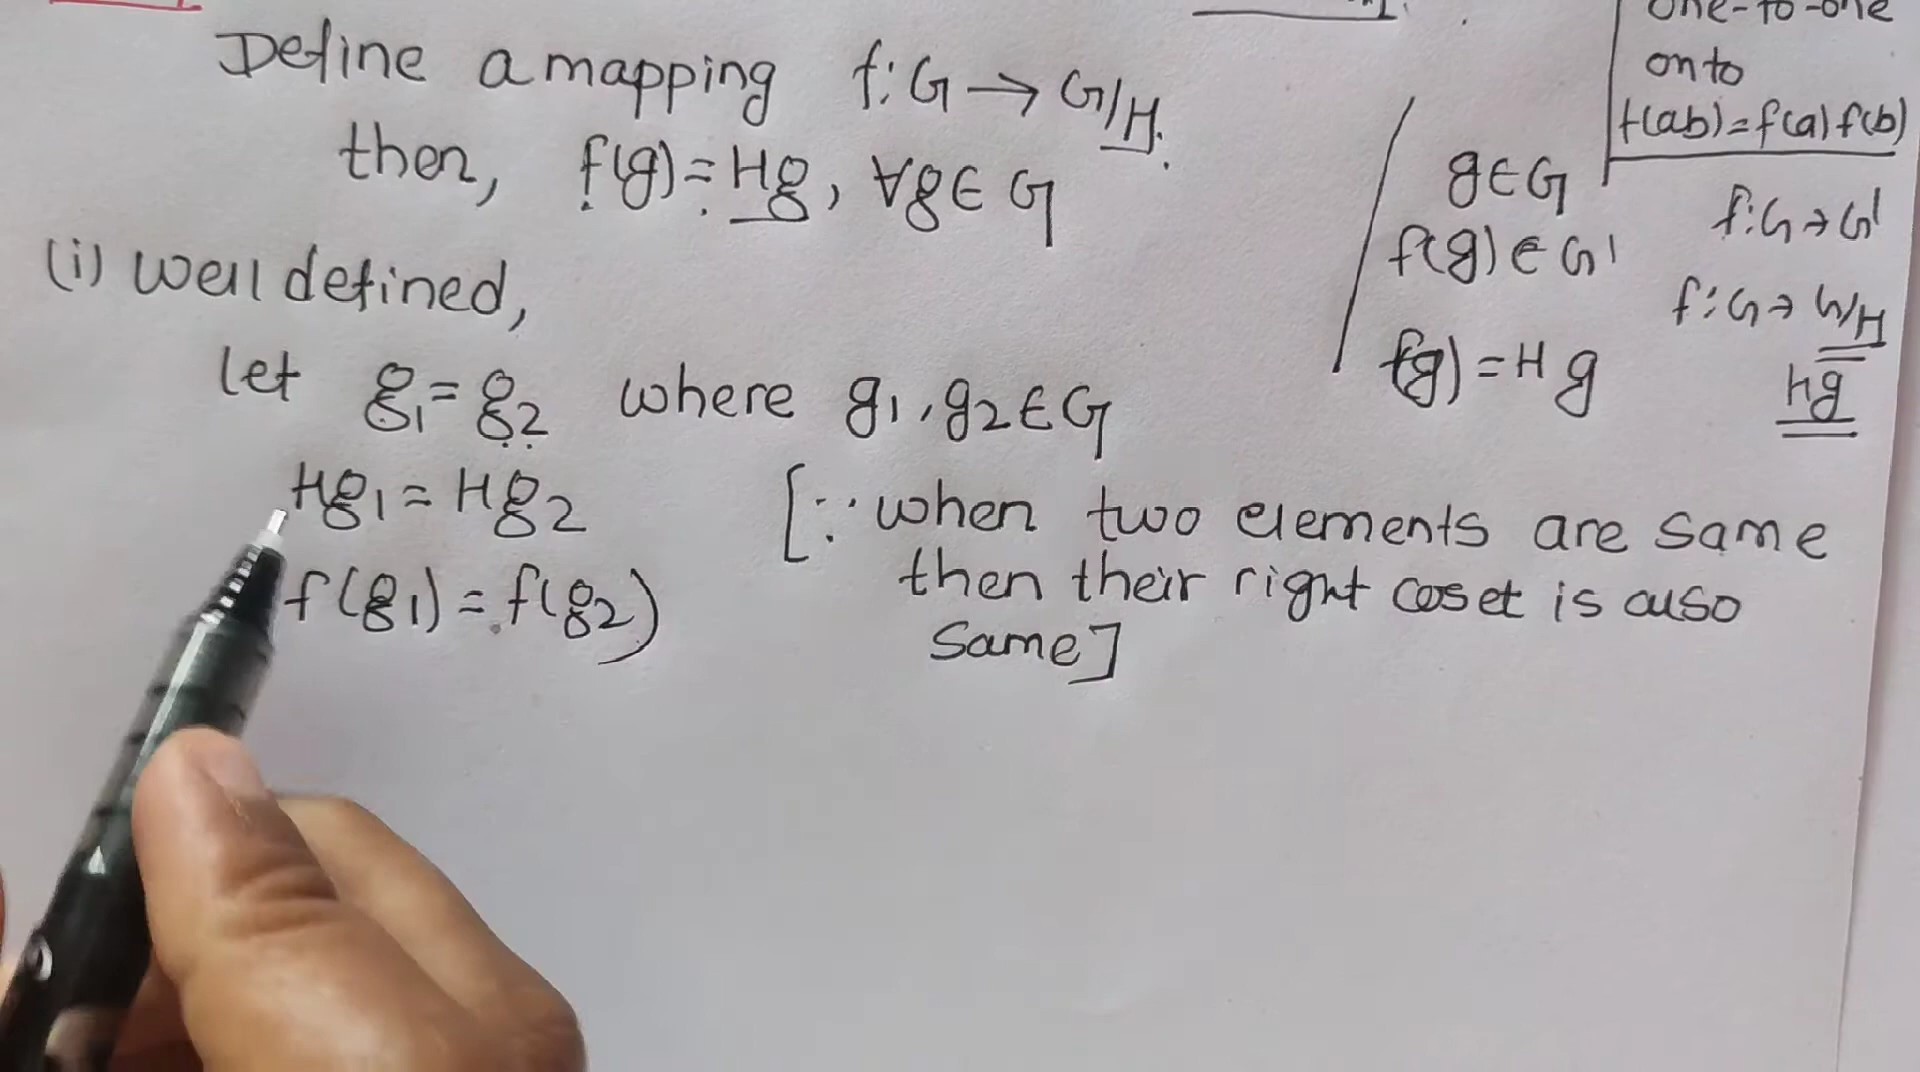 Define a mapping f: G → G/H.
then, f(g) = Hg, ∀g ∈ G
(i) well defined,
let g₁ = g₂ where g₁, g₂ ∈ G
Hg₁ = Hg₂ [∵ when two elements are same
then their right coset is also
same]
f(g₁) = f(g₂)
one-to-one
onto
f(ab) = f(a) f(b)
g ∈ G
f(g) ∈ G'
f(g) = Hg
f: G → G'
f: G → G/H
Hg